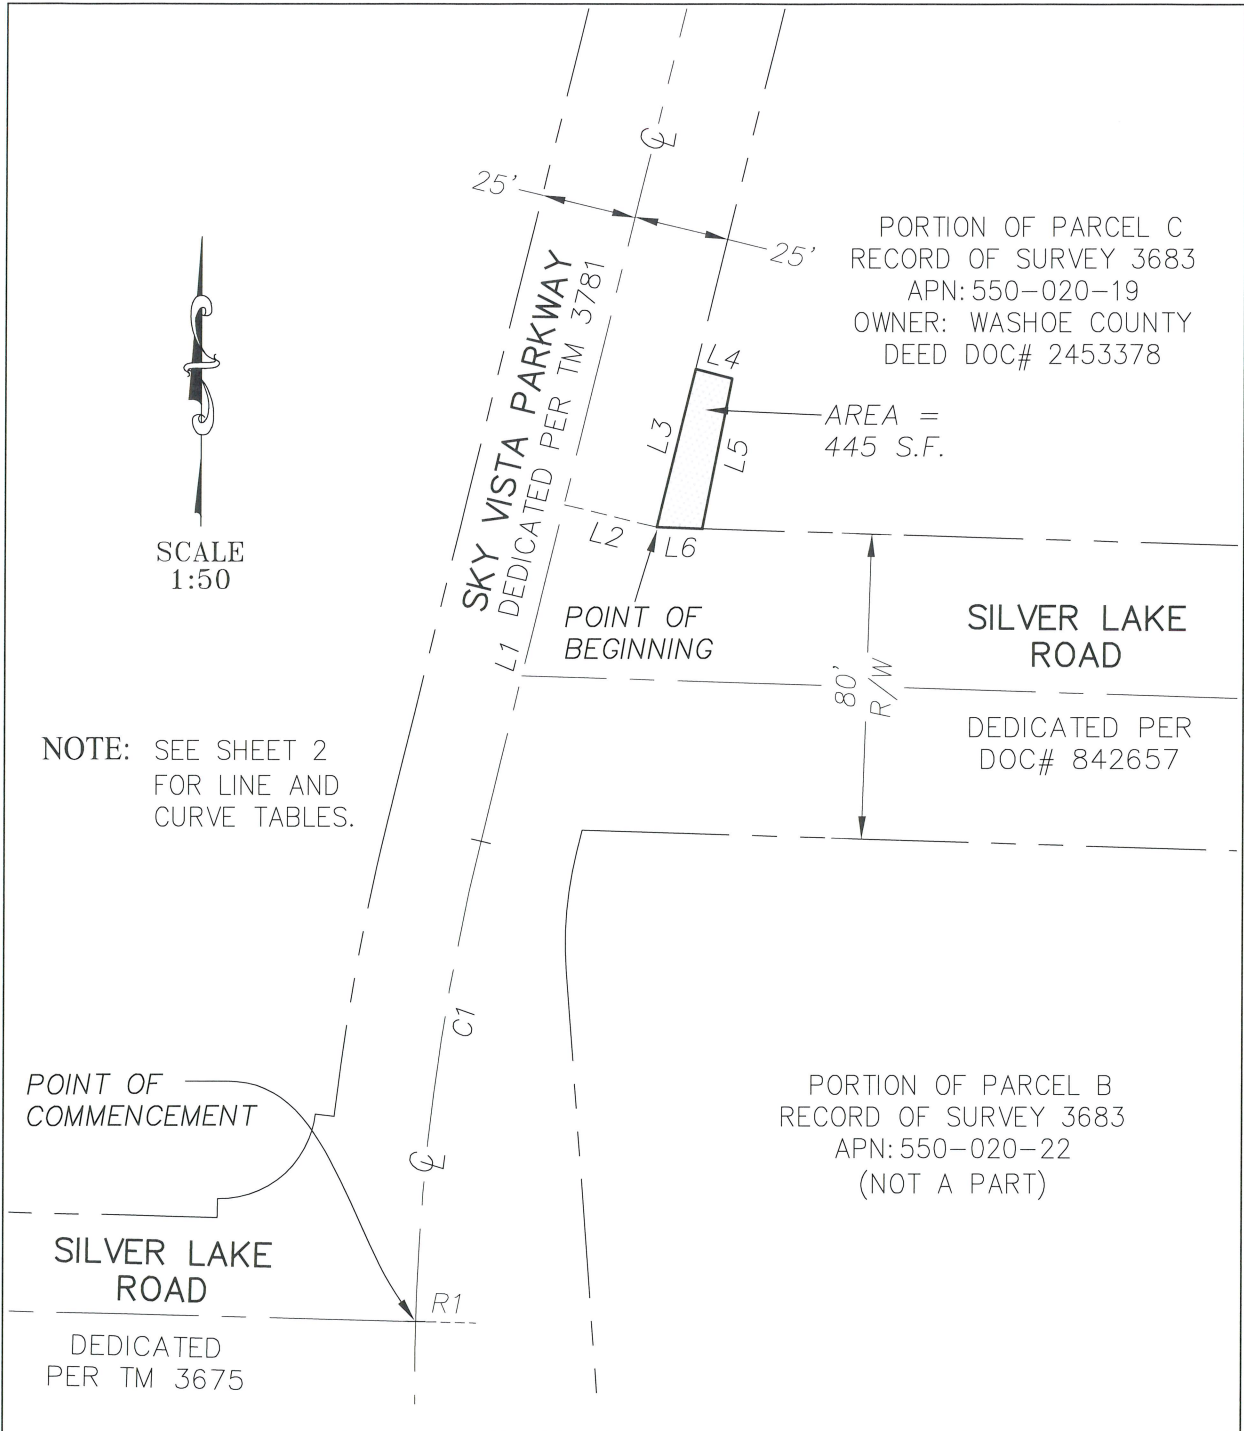 ℄
25'
25'
PORTION OF PARCEL C
RECORD OF SURVEY 3683
APN: 550-020-19
OWNER: WASHOE COUNTY
DEED DOC# 2453378
SKY VISTA PARKWAY
DEDICATED PER TM 3781
L4
L3
L5
AREA =
445 S.F.
SCALE
1:50
L2
L6
POINT OF
BEGINNING
L1
SILVER LAKE
ROAD
80'
R/W
DEDICATED PER
DOC# 842657
NOTE: SEE SHEET 2
FOR LINE AND
CURVE TABLES.
C1
POINT OF
COMMENCEMENT
℄
PORTION OF PARCEL B
RECORD OF SURVEY 3683
APN: 550-020-22
(NOT A PART)
SILVER LAKE
ROAD
R1
DEDICATED
PER TM 3675